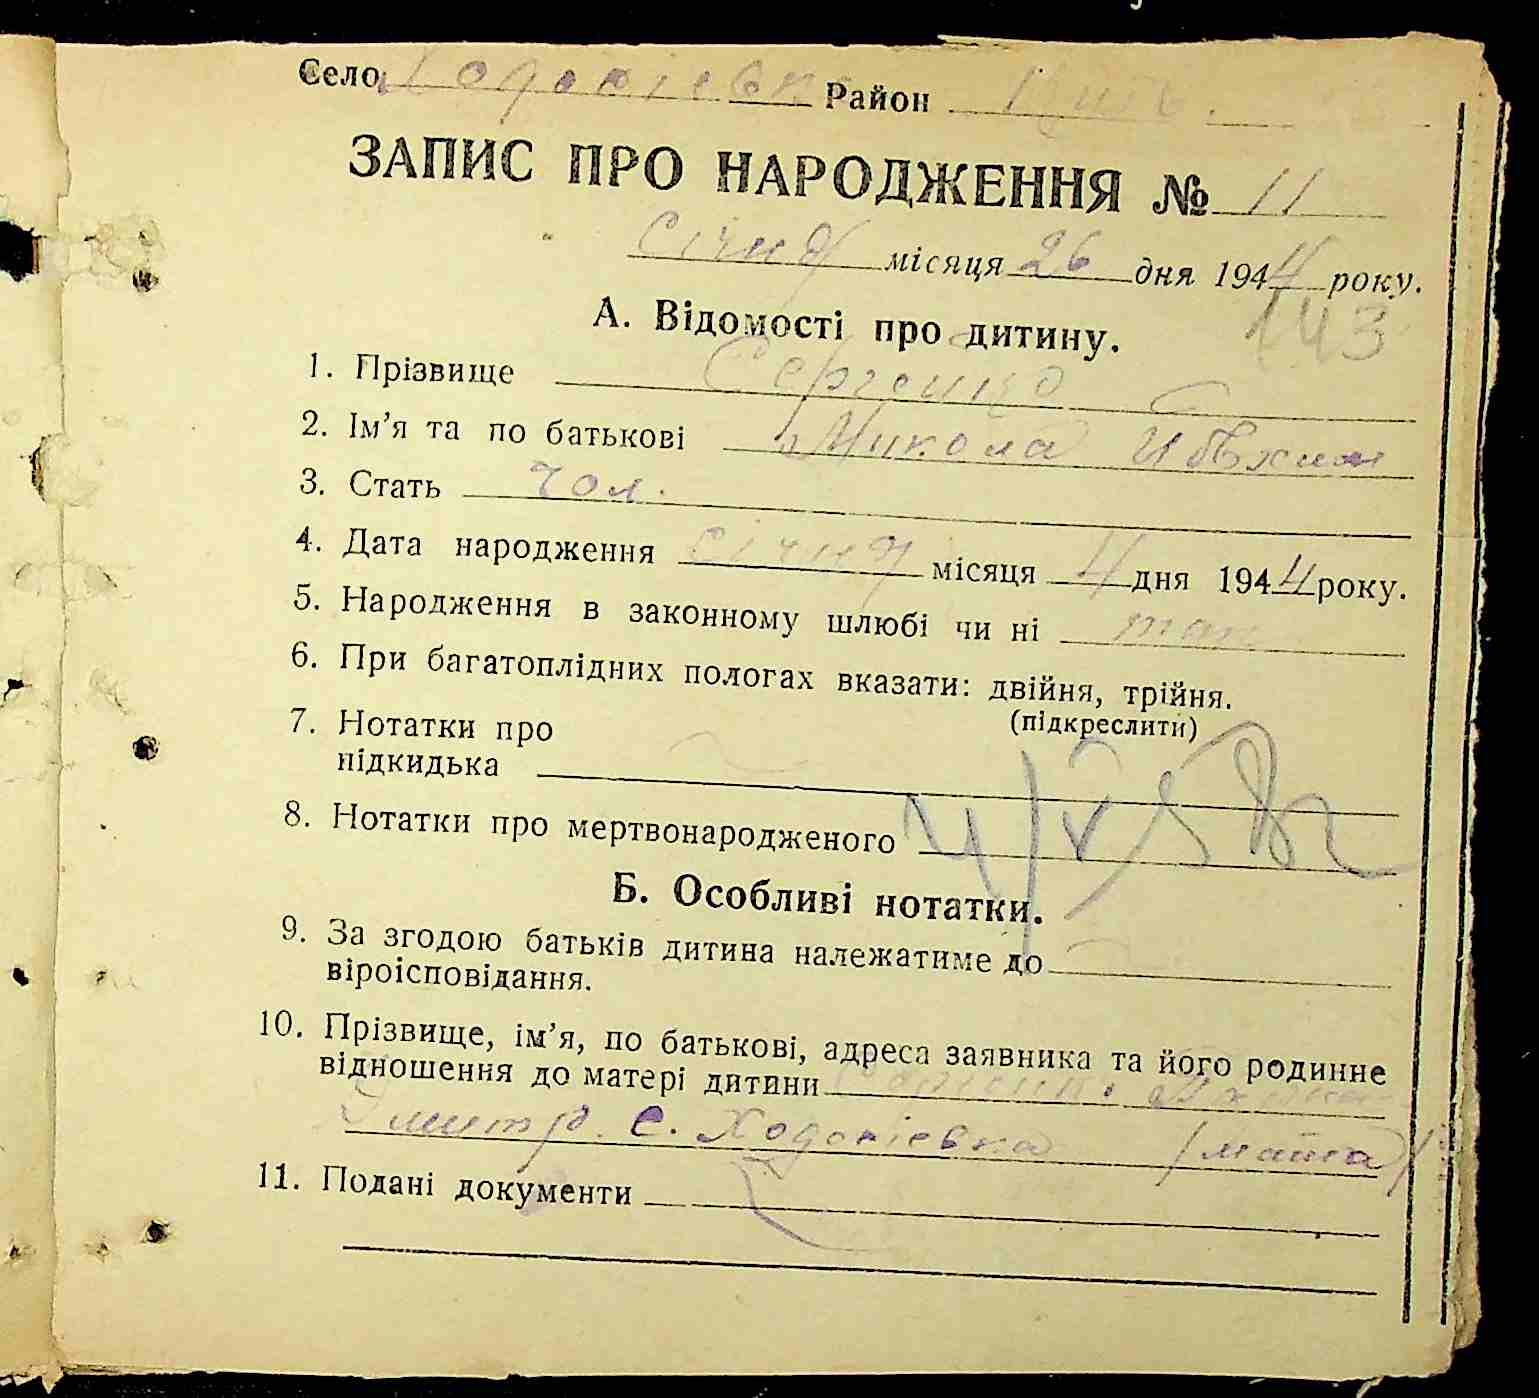 Село Ходосіевка Район
ЗАПИС ПРО НАРОДЖЕННЯ № 11
січня місяця 26 дня 1944 року.
143
А. Відомості про дитину.
1. Прізвище Сергенко
2. Ім'я та по батькові Микола
3. Стать чол.
4. Дата народження січня місяця 4 дня 1944 року.
5. Народження в законному шлюбі чи ні так
6. При багатоплідних пологах вказати: двійня, трійня.
(підкреслити)
7. Нотатки про
підкидька
8. Нотатки про мертвонародженого
Б. Особливі нотатки.
9. За згодою батьків дитина належатиме до
віроісповідання.
10. Прізвище, ім'я, по батькові, адреса заявника та його родинне
відношення до матері дитини
Дмитр. с. Ходосіевка
11. Подані документи